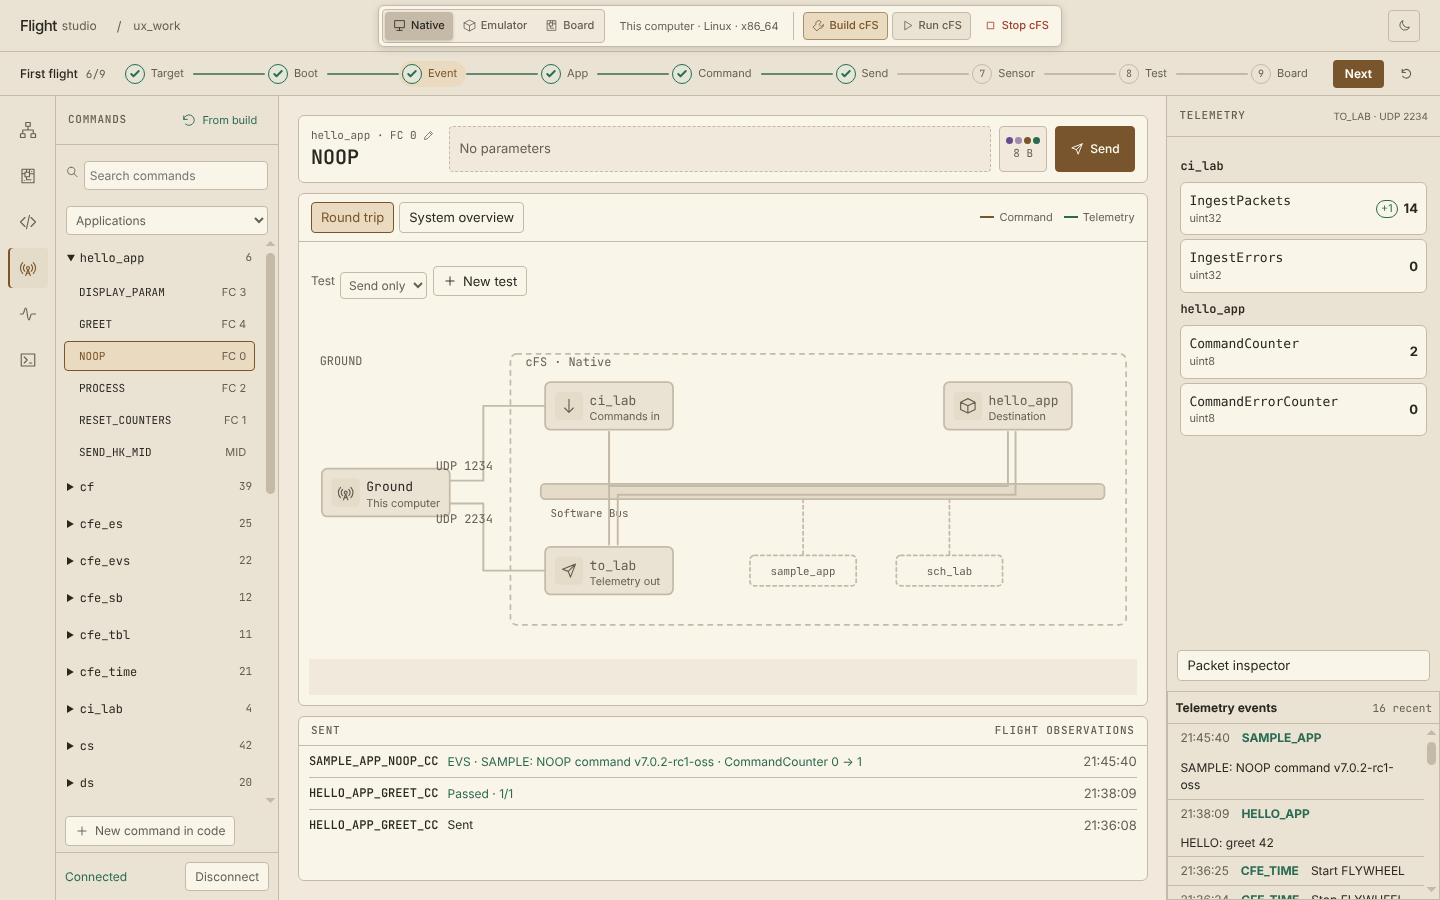 Flight studio / ux_work
Native Emulator Board This computer · Linux · x86_64 Build cFS Run cFS Stop cFS
First flight 6/9 Target Boot Event App Command Send 7 Sensor 8 Test 9 Board Next
COMMANDS From build
Search commands
Applications
hello_app 6
DISPLAY_PARAM FC 3
GREET FC 4
NOOP FC 0
PROCESS FC 2
RESET_COUNTERS FC 1
SEND_HK_MID MID
cf 39
cfe_es 25
cfe_evs 22
cfe_sb 12
cfe_tbl 11
cfe_time 21
ci_lab 4
cs 42
ds 20
New command in code
Connected Disconnect
hello_app · FC 0
NOOP
No parameters
8 B
Send
Round trip System overview Command Telemetry
Test Send only New test
GROUND
cFS · Native
ci_lab
Commands in
hello_app
Destination
UDP 1234
Ground
This computer
UDP 2234
Software Bus
to_lab
Telemetry out
sample_app
sch_lab
SENT FLIGHT OBSERVATIONS
SAMPLE_APP_NOOP_CC EVS · SAMPLE: NOOP command v7.0.2-rc1-oss · CommandCounter 0 → 1 21:45:40
HELLO_APP_GREET_CC Passed · 1/1 21:38:09
HELLO_APP_GREET_CC Sent 21:36:08
TELEMETRY TO_LAB · UDP 2234
ci_lab
IngestPackets +1 14
uint32
IngestErrors 0
uint32
hello_app
CommandCounter 2
uint8
CommandErrorCounter 0
uint8
Packet inspector
Telemetry events 16 recent
21:45:40 SAMPLE_APP
SAMPLE: NOOP command v7.0.2-rc1-
oss
21:38:09 HELLO_APP
HELLO: greet 42
21:36:25 CFE_TIME Start FLYWHEEL
21:36:24 CFE_TIME Stop FLYWHEEL